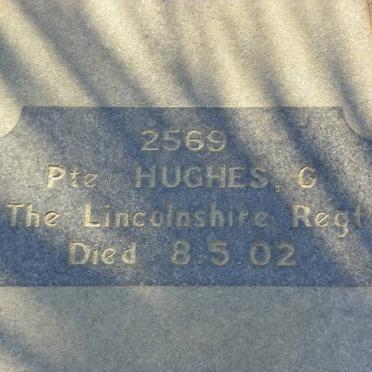 2569
Pte HUGHES, G
The Lincolnshire Regt
Died 8.5.02